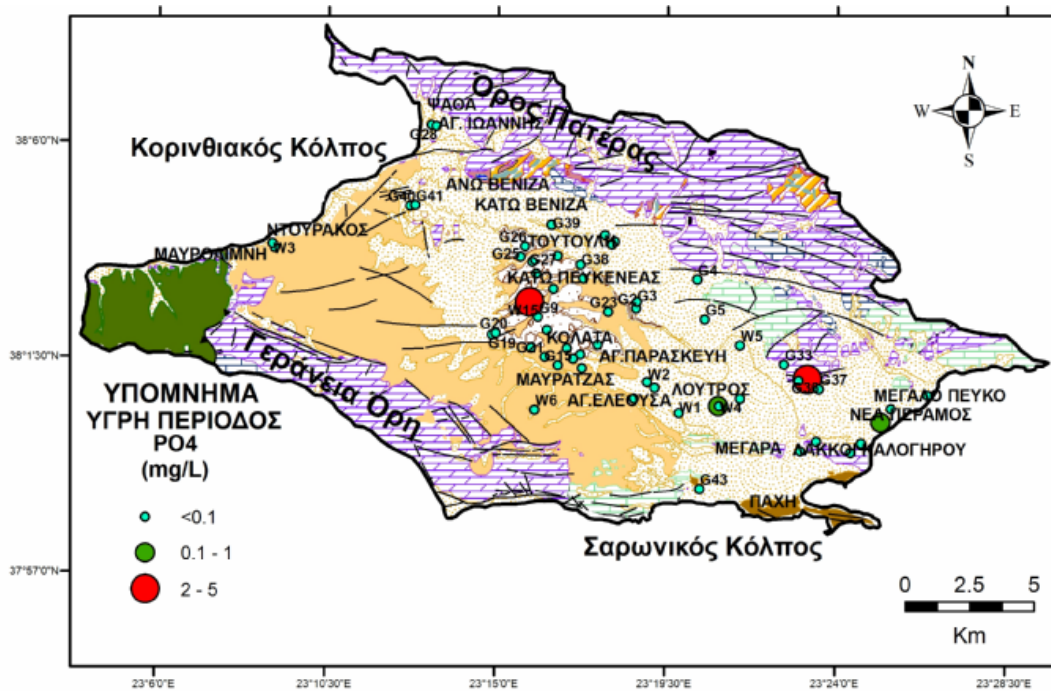 Όρος Πατέρας
N
W E
S
ΨΑΘΑ
ΑΓ. ΙΩΑΝΝΗΣ
G28
38°6'0"N
Κορινθιακός Κόλπος
ΑΝΩ ΒΕΝΙΖΑ
G40 G41
ΚΑΤΩ ΒΕΝΙΖΑ
ΝΤΟΥΡΑΚΟΣ
G39
W3
G26
ΤΟΥΤΟΥΛΗ
ΜΑΥΡΟΛΙΜΝΗ
G25 G27 G38
ΚΑΤΩ ΠΕΥΚΕΝΕΑΣ
G4
G23 G2 G3
W15 G9
G5
G20
G19
ΚΟΛΑΤΑ
W5
38°1'30"N
G15
ΑΓ.ΠΑΡΑΣΚΕΥΗ
G33
Γεράνεια Όρη
ΜΑΥΡΑΤΖΑΣ
W2
ΛΟΥΤΡΟΣ
G37
ΜΕΓΑΛΟ ΠΕΥΚΟ
W6
ΑΓ.ΕΛΕΟΥΣΑ
W1 W4
ΝΕΑ ΠΕΡΑΜΟΣ
ΜΕΓΑΡΑ
ΛΑΚΚΟΙ ΚΑΛΟΓΗΡΟΥ
G43
ΠΑΧΗ
Σαρωνικός Κόλπος
ΥΠΟΜΝΗΜΑ
ΥΓΡΗ ΠΕΡΙΟΔΟΣ
PO4
(mg/L)
<0.1
0.1 - 1
2 - 5
37°57'0"N
0 2.5 5
Km
23°6'0"E 23°10'30"E 23°15'0"E 23°19'30"E 23°24'0"E 23°28'30"E